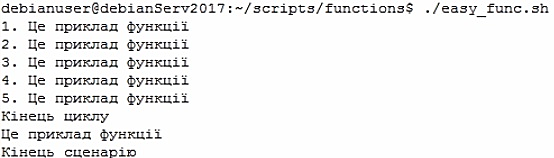 debianuser@debianServ2017:~/scripts/functions$ ./easy_func.sh
1. Це приклад функції
2. Це приклад функції
3. Це приклад функції
4. Це приклад функції
5. Це приклад функції
Кінець циклу
Це приклад функції
Кінець сценарію